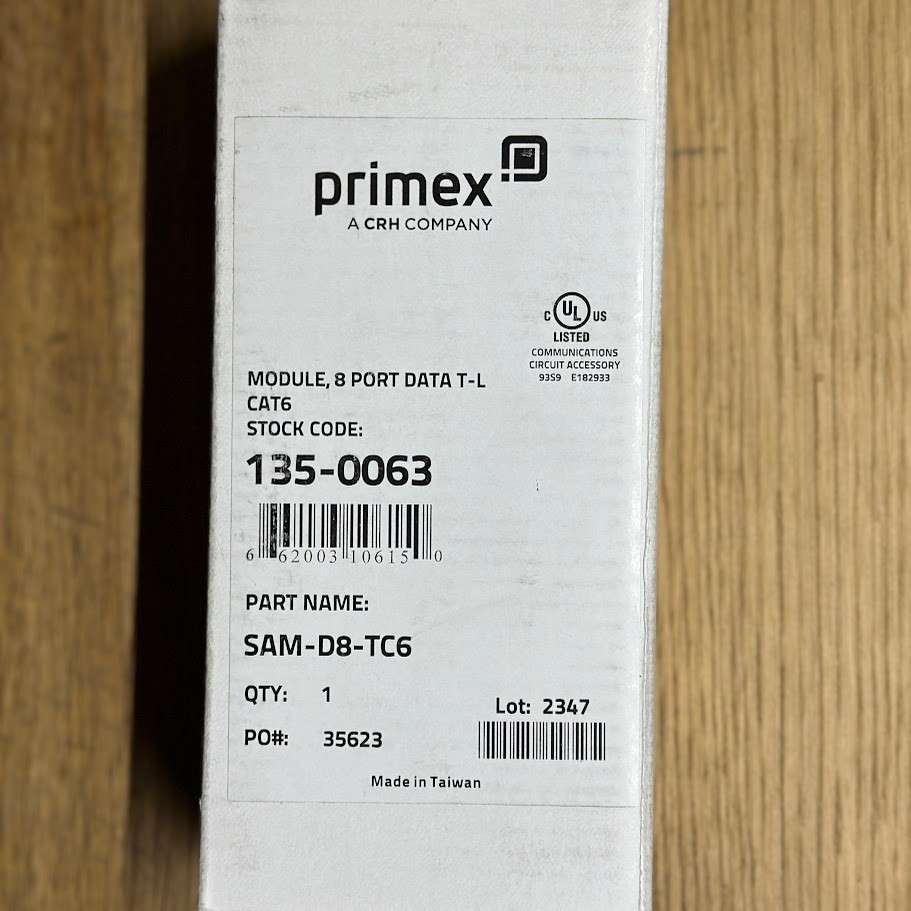 primex
A CRH COMPANY
C UL US
LISTED
COMMUNICATIONS
CIRCUIT ACCESSORY
93S9 E182933
MODULE, 8 PORT DATA T-L
CAT6
STOCK CODE:
135-0063
6 62003 10615 0
PART NAME:
SAM-D8-TC6
QTY: 1
Lot: 2347
PO#: 35623
Made in Taiwan